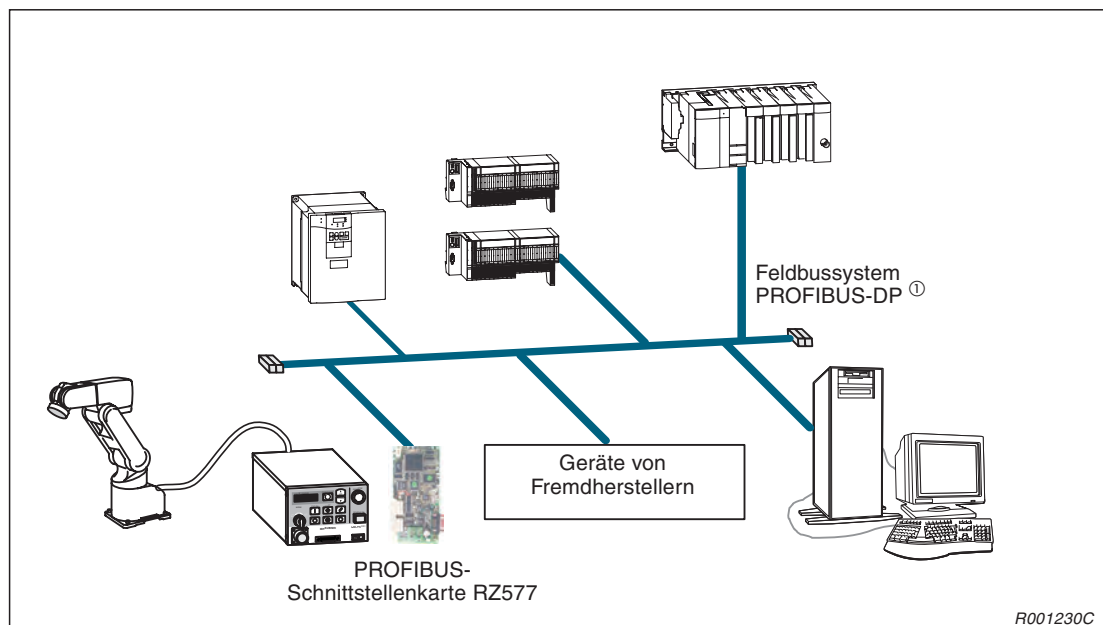 Feldbussystem
PROFIBUS-DP ①
Geräte von
Fremdherstellern
PROFIBUS-
Schnittstellenkarte RZ577
R001230C